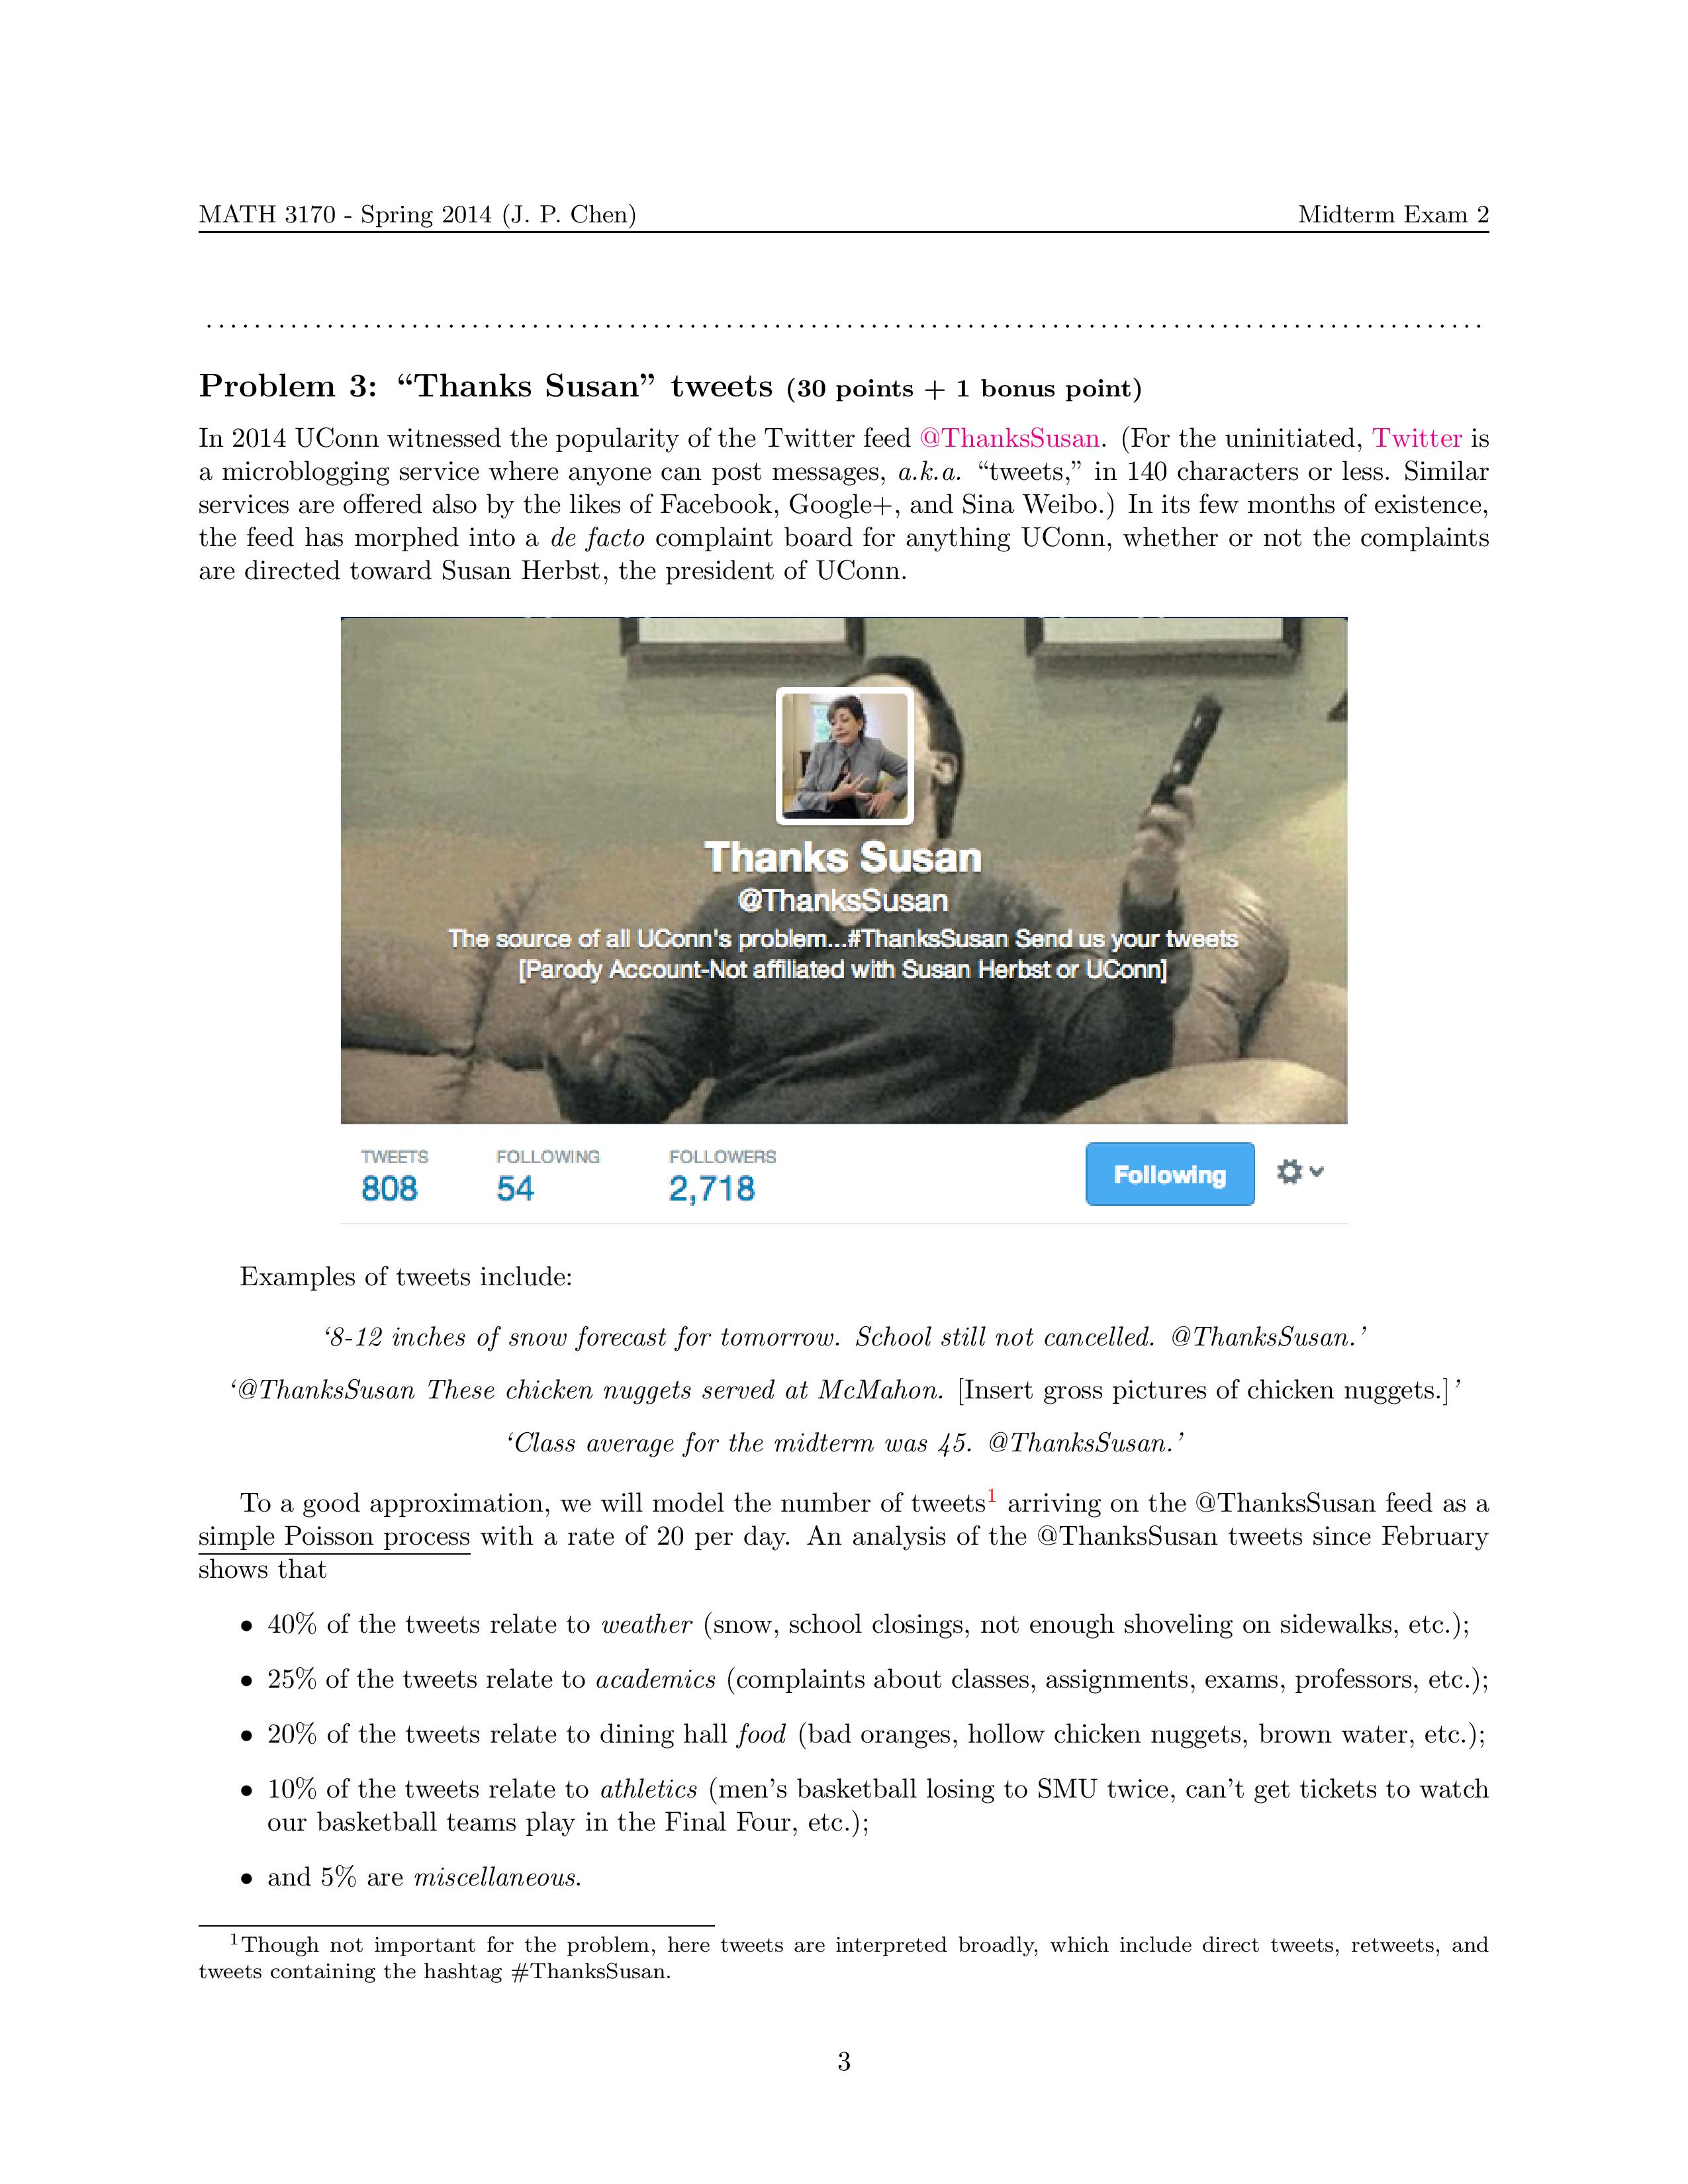 MATH 3170 - Spring 2014 (J. P. Chen) Midterm Exam 2
Problem 3: “Thanks Susan” tweets (30 points + 1 bonus point)
In 2014 UConn witnessed the popularity of the Twitter feed @ThanksSusan. (For the uninitiated, Twitter is
a microblogging service where anyone can post messages, a.k.a. “tweets,” in 140 characters or less. Similar
services are offered also by the likes of Facebook, Google+, and Sina Weibo.) In its few months of existence,
the feed has morphed into a de facto complaint board for anything UConn, whether or not the complaints
are directed toward Susan Herbst, the president of UConn.
Thanks Susan
@ThanksSusan
The source of all UConn's problem...#ThanksSusan Send us your tweets
[Parody Account-Not affiliated with Susan Herbst or UConn]
TWEETS FOLLOWING FOLLOWERS
808 54 2,718 Following
Examples of tweets include:
‘8-12 inches of snow forecast for tomorrow. School still not cancelled. @ThanksSusan.’
‘@ThanksSusan These chicken nuggets served at McMahon. [Insert gross pictures of chicken nuggets.]’
‘Class average for the midterm was 45. @ThanksSusan.’
To a good approximation, we will model the number of tweets1 arriving on the @ThanksSusan feed as a
simple Poisson process with a rate of 20 per day. An analysis of the @ThanksSusan tweets since February
shows that
• 40% of the tweets relate to weather (snow, school closings, not enough shoveling on sidewalks, etc.);
• 25% of the tweets relate to academics (complaints about classes, assignments, exams, professors, etc.);
• 20% of the tweets relate to dining hall food (bad oranges, hollow chicken nuggets, brown water, etc.);
• 10% of the tweets relate to athletics (men’s basketball losing to SMU twice, can’t get tickets to watch
our basketball teams play in the Final Four, etc.);
• and 5% are miscellaneous.
1Though not important for the problem, here tweets are interpreted broadly, which include direct tweets, retweets, and
tweets containing the hashtag #ThanksSusan.
3